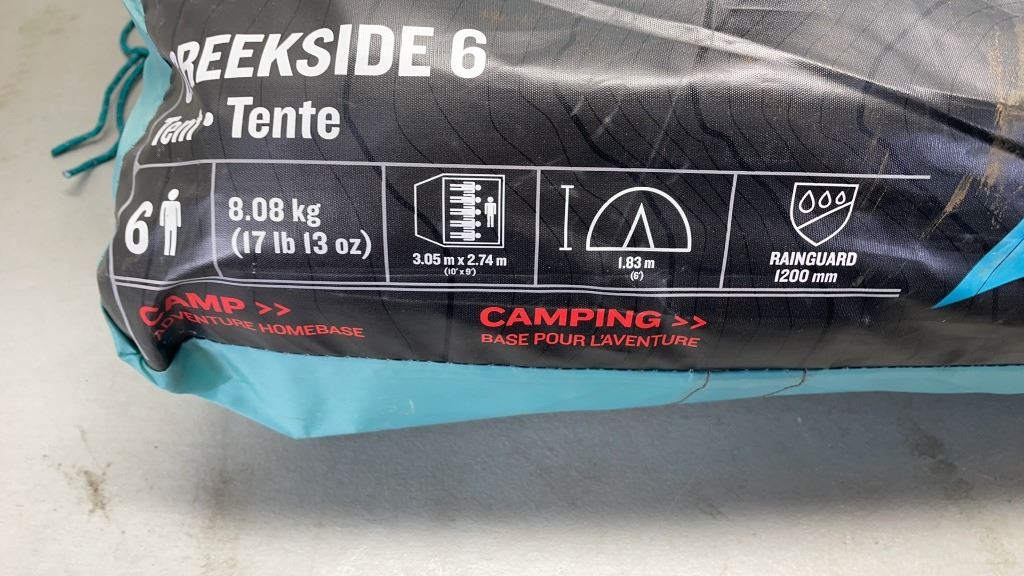 CREEKSIDE 6
Tent • Tente
6
8.08 kg
(17 lb 13 oz)
3.05 m x 2.74 m
(10' x 9')
1.83 m
(6')
RAINGUARD
1200 mm
CAMP >>
ADVENTURE HOMEBASE
CAMPING >>
BASE POUR L'AVENTURE